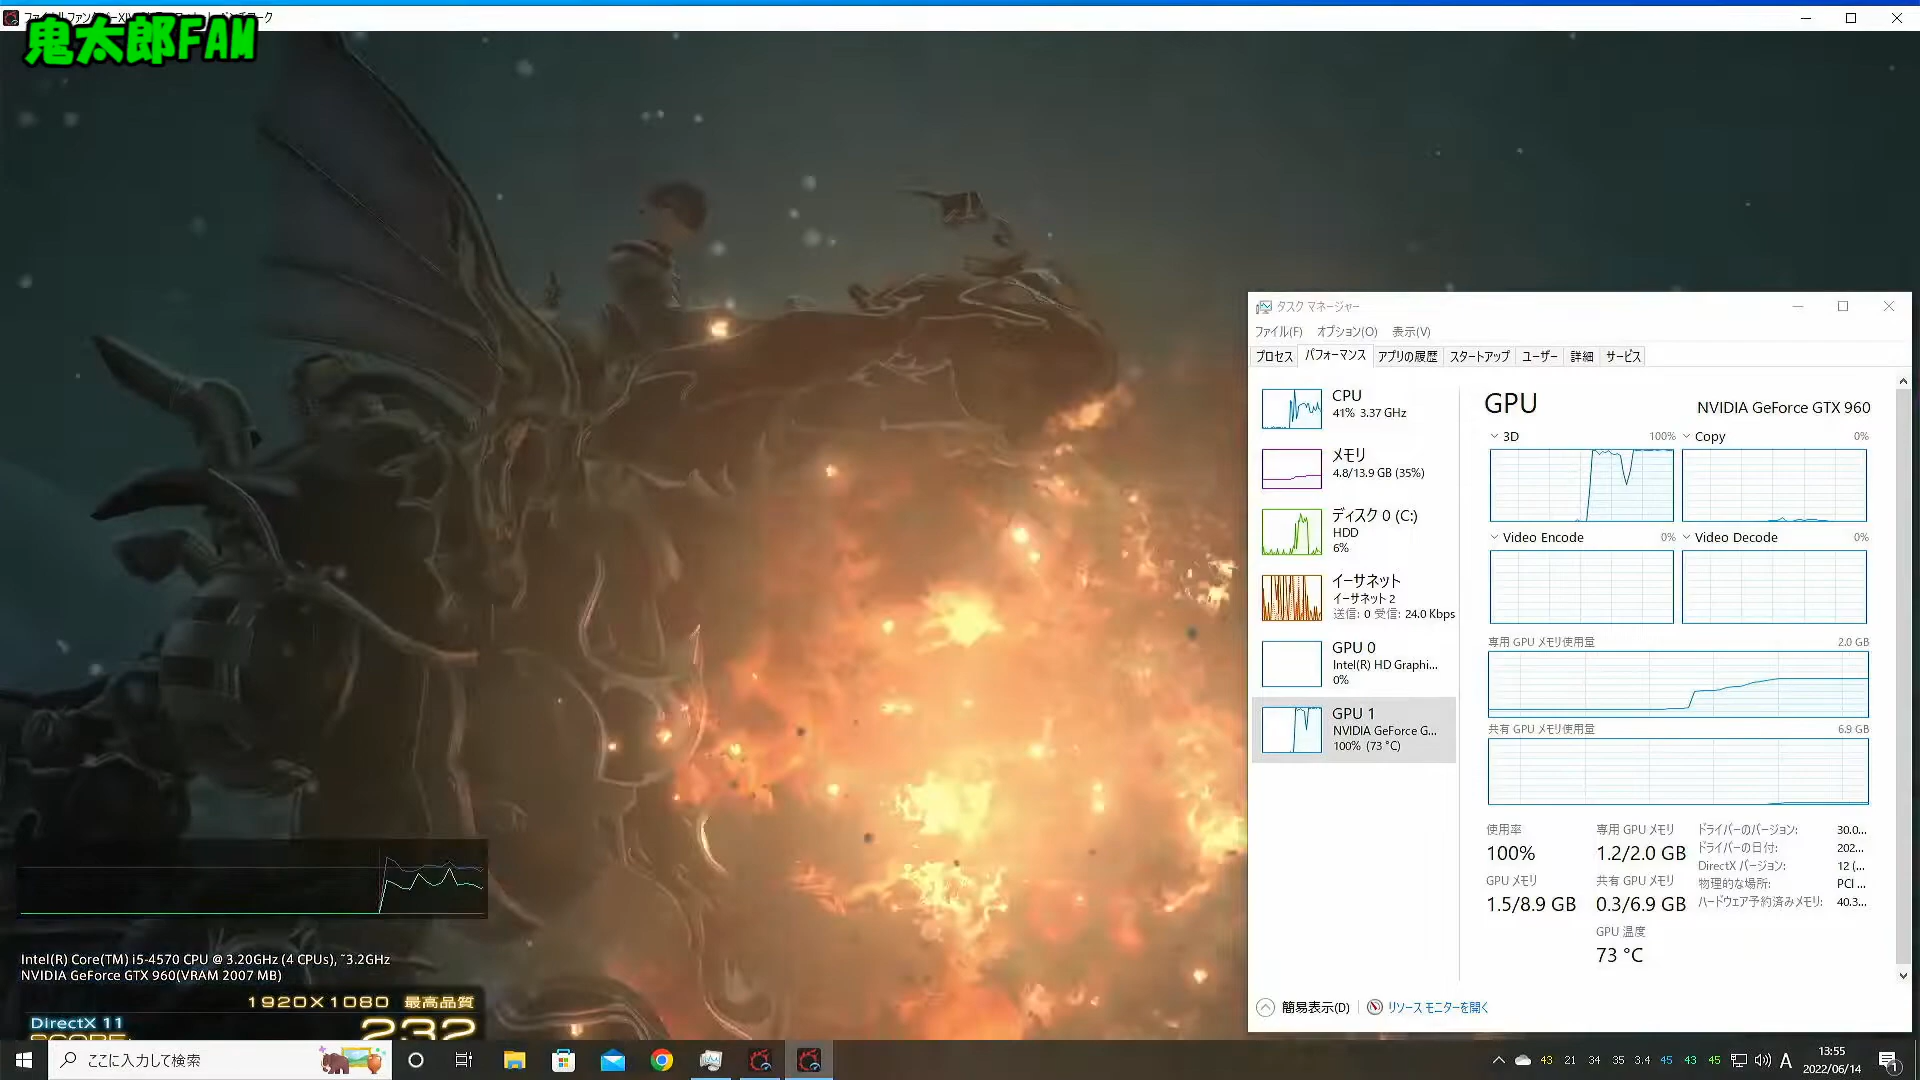 鬼太郎FAM
タスク マネージャー
ファイル(F) オプション(O) 表示(V)
プロセス パフォーマンス アプリの履歴 スタートアップ ユーザー 詳細 サービス
CPU
41% 3.37 GHz
メモリ
4.8/13.9 GB (35%)
ディスク 0 (C:)
HDD
6%
イーサネット
イーサネット 2
送信: 0 受信: 24.0 Kbps
GPU 0
Intel(R) HD Graphi...
0%
GPU 1
NVIDIA GeForce G...
100% (73 °C)
GPU NVIDIA GeForce GTX 960
3D 100% Copy 0%
Video Encode 0% Video Decode 0%
専用 GPU メモリ使用量 2.0 GB
共有 GPU メモリ使用量 6.9 GB
使用率
100%
GPU メモリ
1.5/8.9 GB
専用 GPU メモリ
1.2/2.0 GB
共有 GPU メモリ
0.3/6.9 GB
GPU 温度
73 °C
ドライバーのバージョン: 30.0...
ドライバーの日付: 202...
DirectX バージョン: 12 (...
物理的な場所: PCI ...
ハードウェア予約済みメモリ: 40.3...
簡易表示(D) リソース モニターを開く
Intel(R) Core(TM) i5-4570 CPU @ 3.20GHz (4 CPUs), ~3.2GHz
NVIDIA GeForce GTX 960(VRAM 2007 MB)
1920X1080 最高品質
DirectX 11
SCORE 232
ここに入力して検索
43 21 34 35 3.4 45 43 45 A
13:55
2022/06/14
1